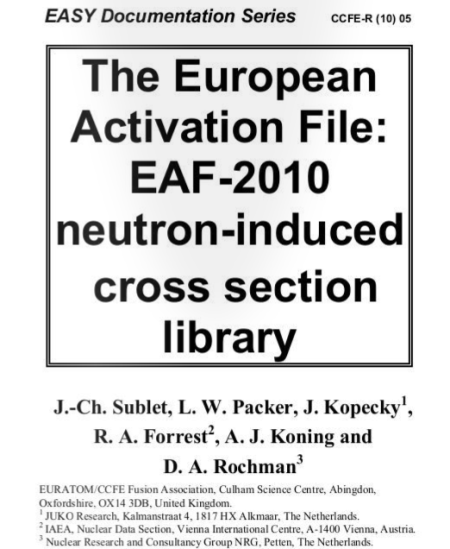 EASY Documentation Series CCFE-R (10) 05
The European
Activation File:
EAF-2010
neutron-induced
cross section
library
J.-Ch. Sublet, L. W. Packer, J. Kopecky¹,
R. A. Forrest², A. J. Koning and
D. A. Rochman³
EURATOM/CCFE Fusion Association, Culham Science Centre, Abingdon,
Oxfordshire, OX14 3DB, United Kingdom.
¹ JUKO Research, Kalmanstraat 4, 1817 HX Alkmaar, The Netherlands.
² IAEA, Nuclear Data Section, Vienna International Centre, A-1400 Vienna, Austria.
³ Nuclear Research and Consultancy Group NRG, Petten, The Netherlands.